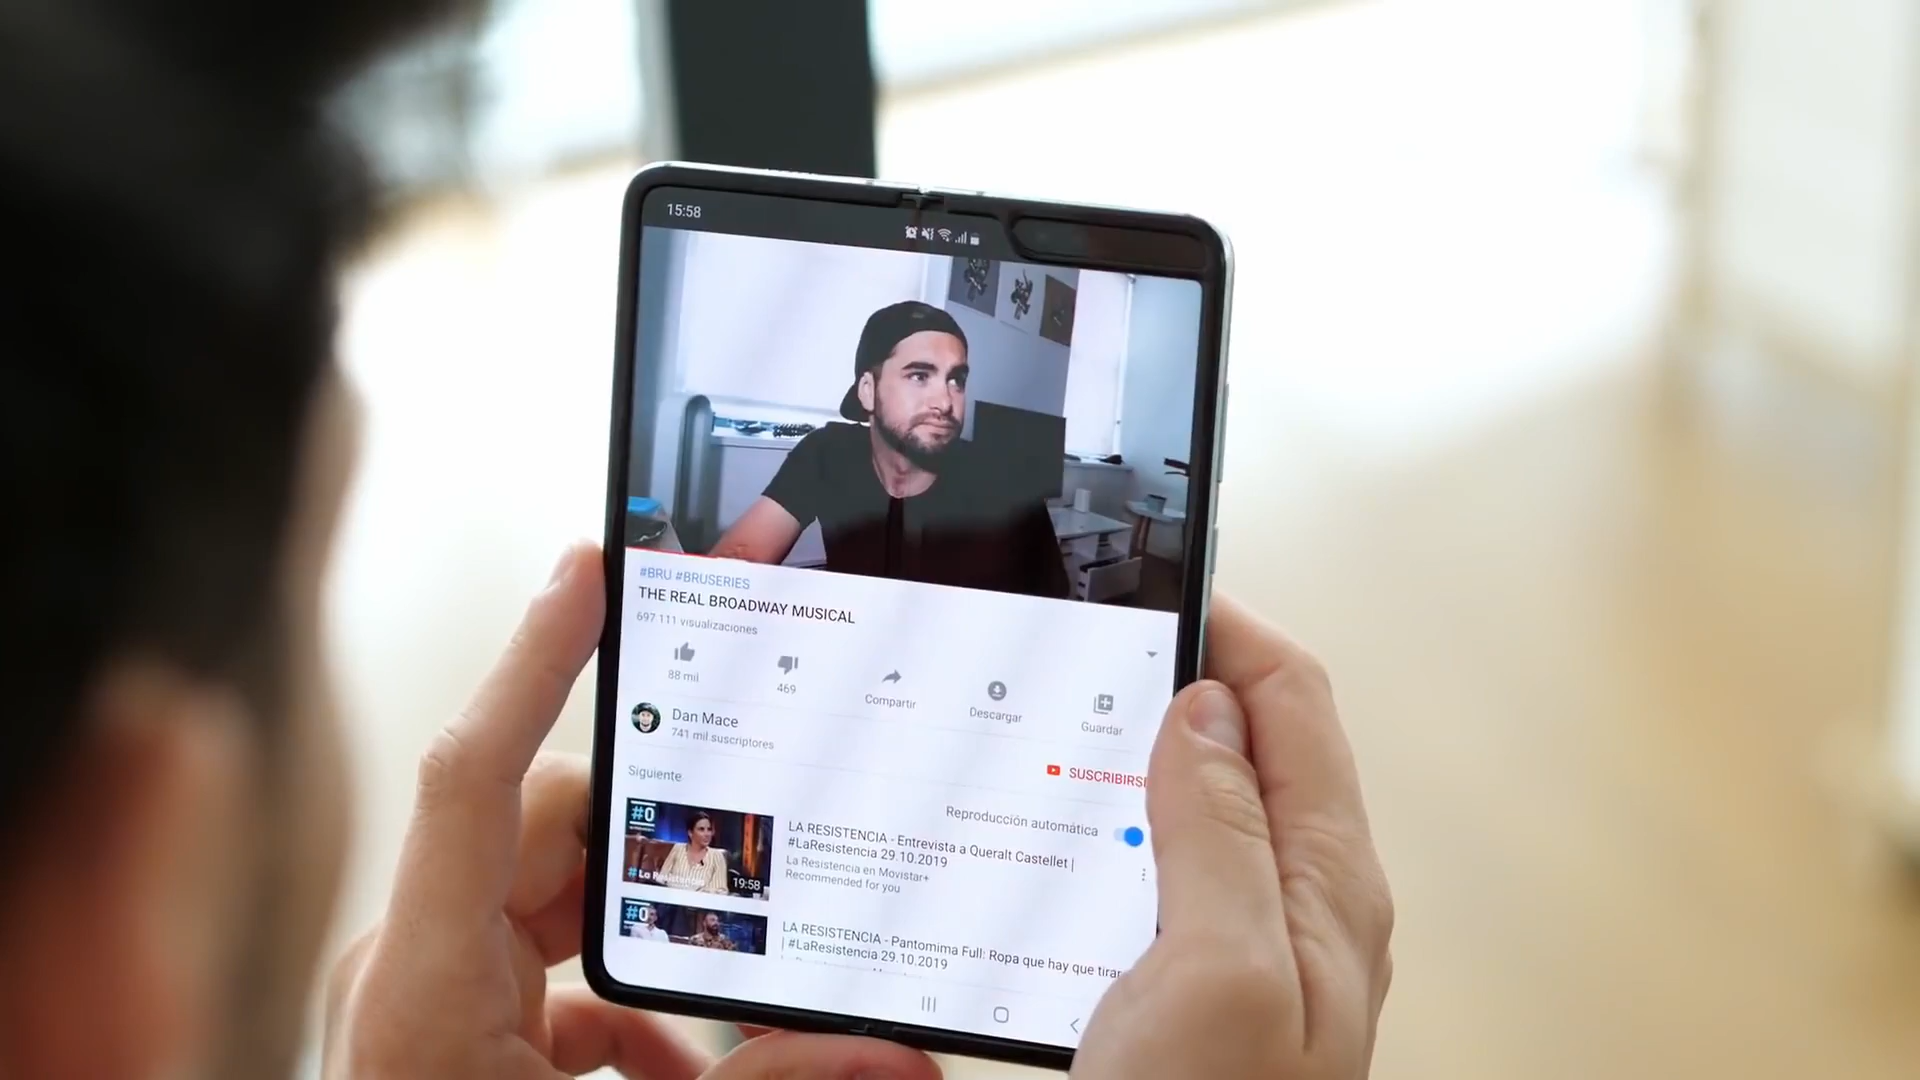 15:58
#BRU #BRUSERIES
THE REAL BROADWAY MUSICAL
697 111 visualizaciones
88 mil
469
Compartir
Descargar
Guardar
Dan Mace
741 mil suscriptores
SUSCRIBIRSE
Siguiente
Reproducción automática
#0
#La Resistencia
19:58
LA RESISTENCIA - Entrevista a Queralt Castellet |
#LaResistencia 29.10.2019
La Resistencia en Movistar+
Recommended for you
#0
LA RESISTENCIA - Pantomima Full: Ropa que hay que tirar
| #LaResistencia 29.10.2019